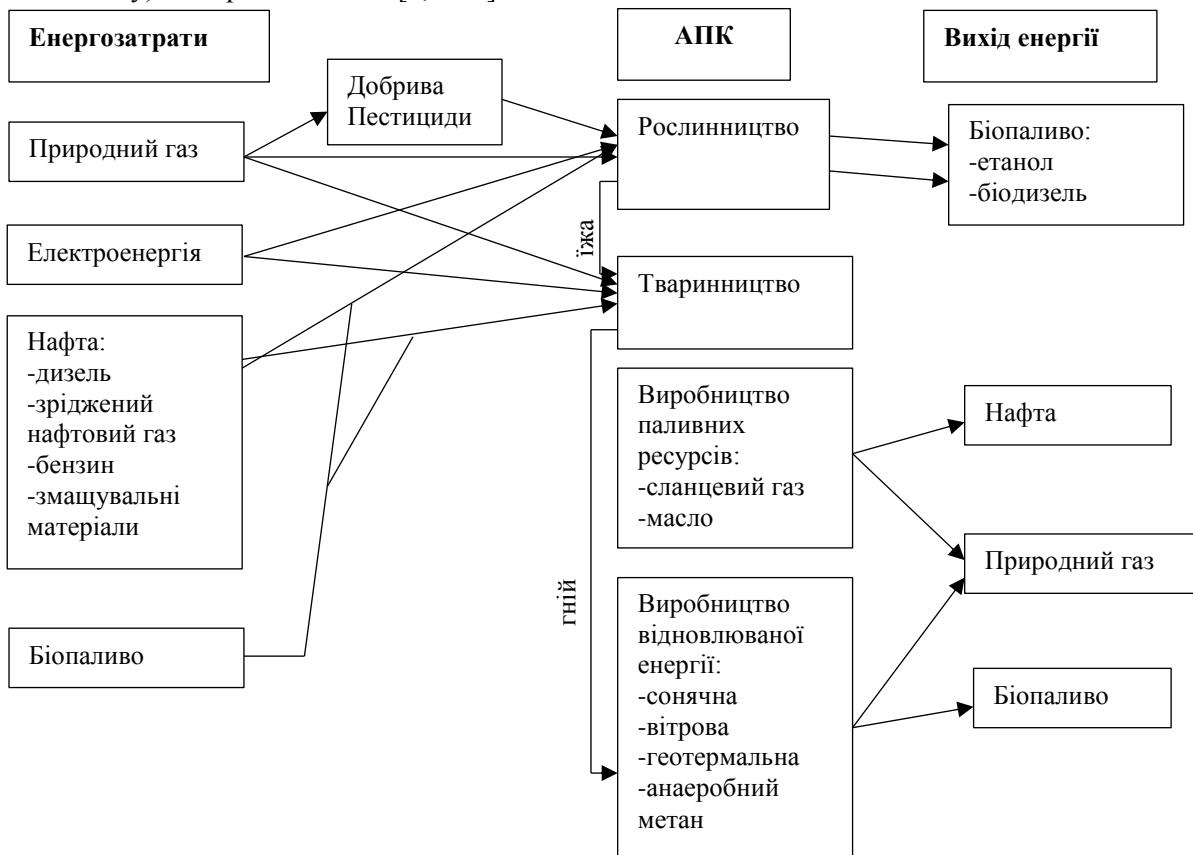 Енергозатрати
АПК
Вихід енергії
Добрива
Пестициди
Природний газ
Рослинництво
Біопаливо:
-етанол
-біодизель
їжа
Електроенергія
Тваринництво
Нафта:
-дизель
-зріджений
нафтовий газ
-бензин
-змащувальні
матеріали
Виробництво
паливних
ресурсів:
-сланцевий газ
-масло
Нафта
Природний газ
гній
Біопаливо
Виробництво
відновлюваної
енергії:
-сонячна
-вітрова
-геотермальна
-анаеробний
метан
Біопаливо